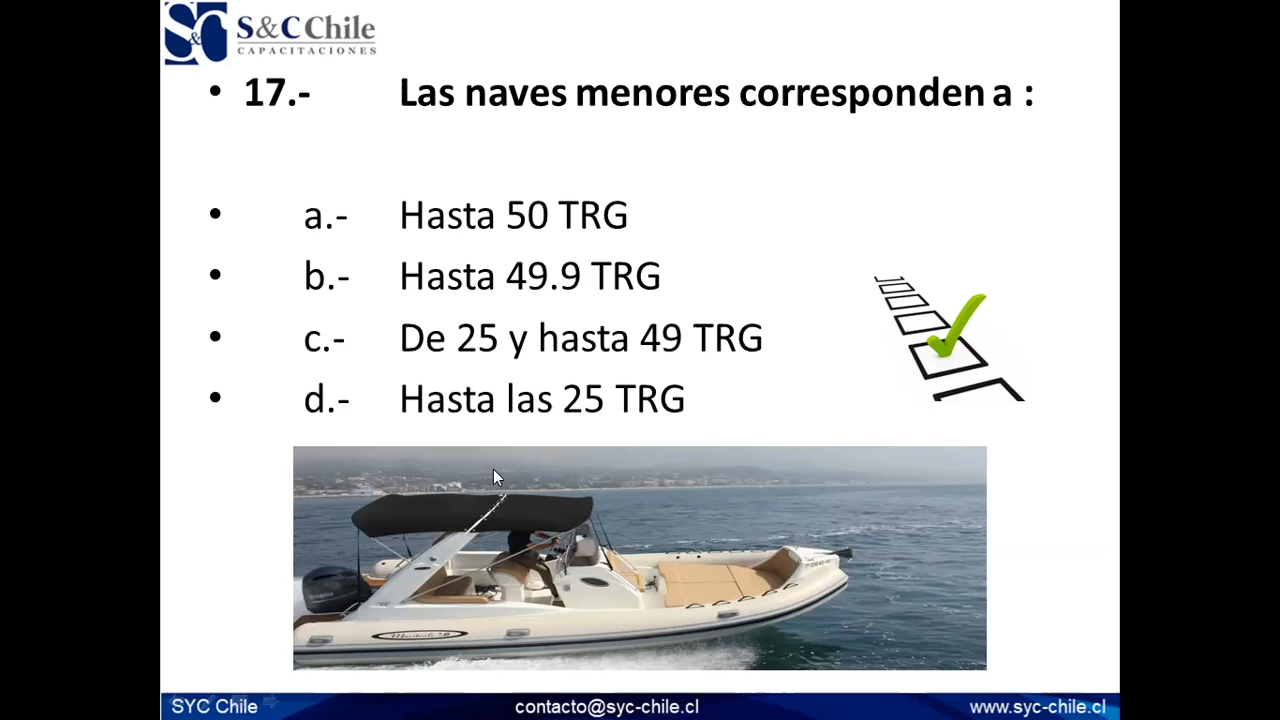 S&C Chile
CAPACITACIONES
• 17.- Las naves menores corresponden a :
• a.- Hasta 50 TRG
• b.- Hasta 49.9 TRG
• c.- De 25 y hasta 49 TRG
• d.- Hasta las 25 TRG
SYC Chile contacto@syc-chile.cl www.syc-chile.cl